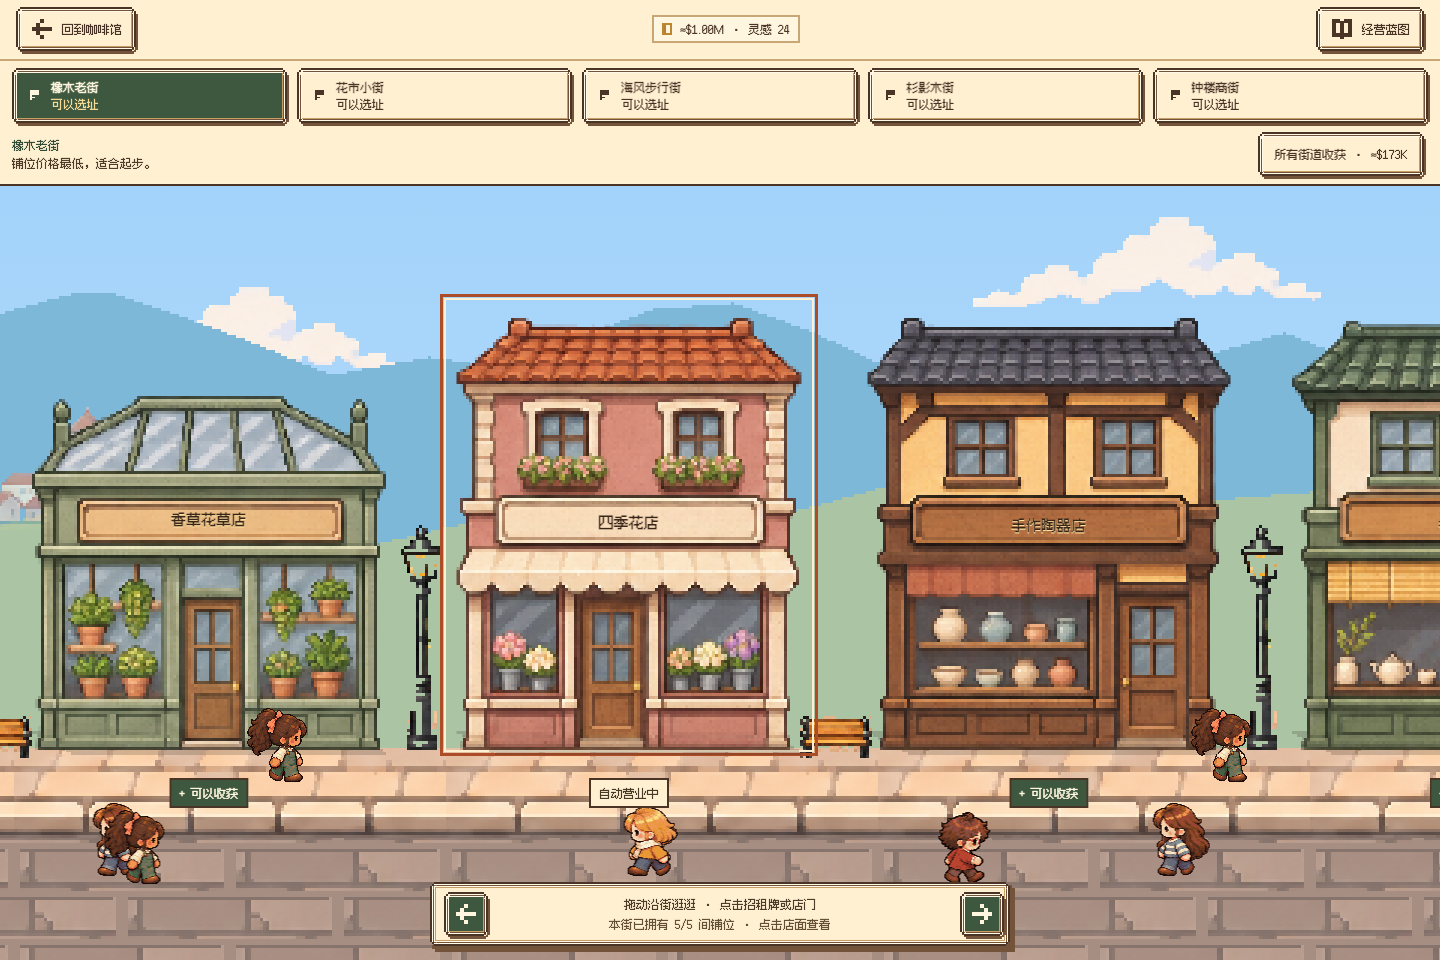 回到咖啡馆
≈$1.00M · 灵感 24
经营蓝图
橡木老街
可以选址
花市小街
可以选址
海风步行街
可以选址
杉影木街
可以选址
钟楼商街
可以选址
橡木老街
铺位价格最低，适合起步。
所有街道收获 · ≈$173K
香草花草店
四季花店
手作陶器店
+ 可以收获
自动营业中
+ 可以收获
拖动沿街逛逛 · 点击招租牌或店门
本街已拥有 5/5 间铺位 · 点击店面查看